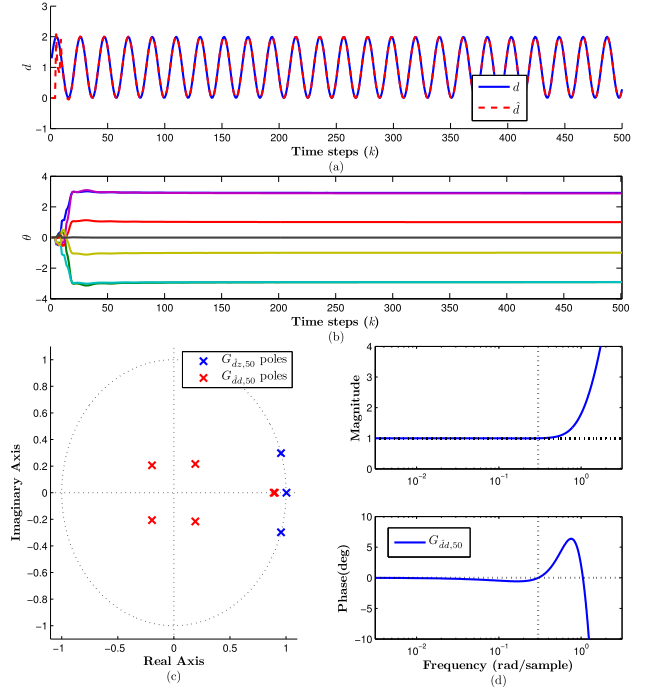 3
2
1
0
−1
d
0 50 100 150 200 250 300 350 400 450 500
d
d̂
Time steps (k)
(a)
4
2
0
−2
−4
θ
0 50 100 150 200 250 300 350 400 450 500
Time steps (k)
(b)
1
0.8
0.6
0.4
0.2
0
−0.2
−0.4
−0.6
−0.8
−1
Imaginary Axis
G_{d̂z,50} poles
G_{d̂d,50} poles
−1 −0.5 0 0.5 1
Real Axis
(c)
4
3
2
1
0
Magnitude
10^{−2} 10^{−1} 10^{0}
10
5
0
−5
−10
Phase(deg)
G_{d̂d,50}
10^{−2} 10^{−1} 10^{0}
Frequency (rad/sample)
(d)